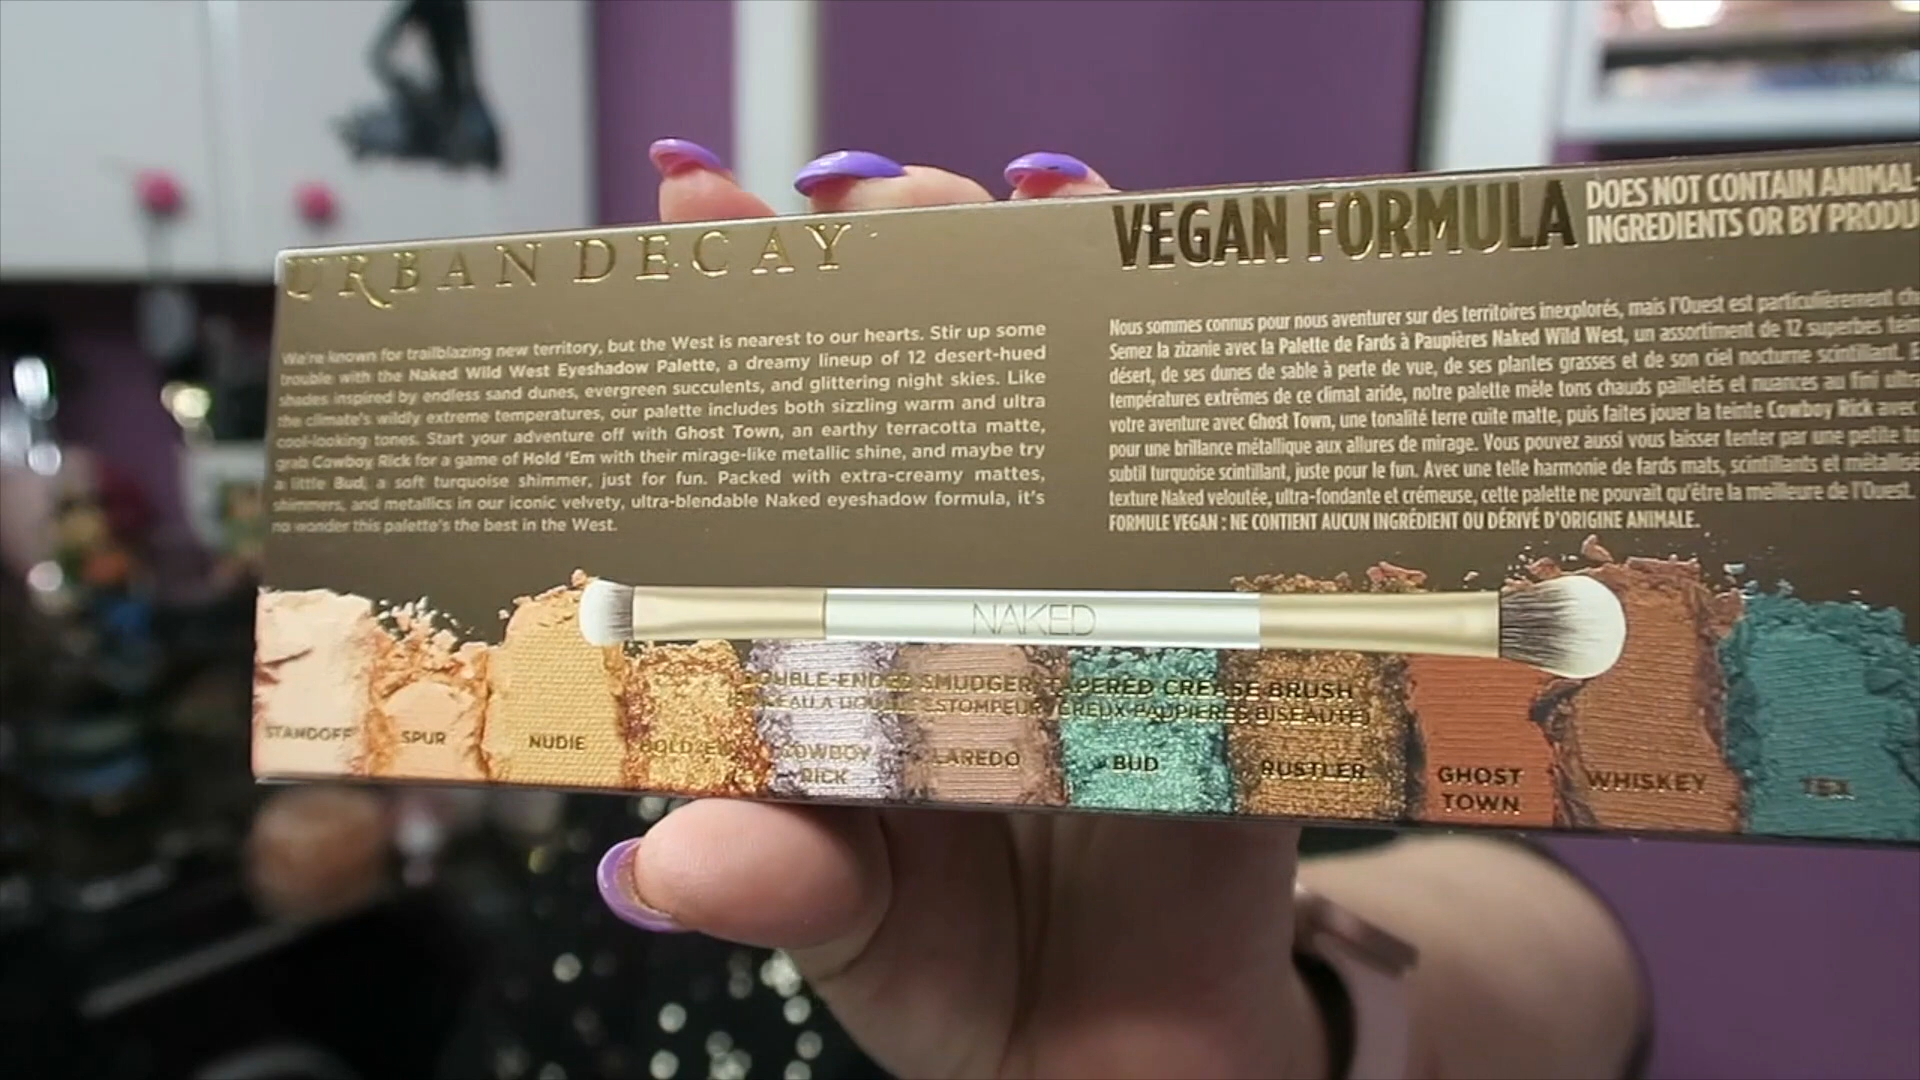 URBAN DECAY
We're known for trailblazing new territory, but the West is nearest to our hearts. Stir up some
trouble with the Naked Wild West Eyeshadow Palette, a dreamy lineup of 12 desert-hued
shades inspired by endless sand dunes, evergreen succulents, and glittering night skies. Like
the climate's wildly extreme temperatures, our palette includes both sizzling warm and ultra
cool-looking tones. Start your adventure off with Ghost Town, an earthy terracotta matte,
grab Cowboy Rick for a game of Hold 'Em with their mirage-like metallic shine, and maybe try
a little Bud, a soft turquoise shimmer, just for fun. Packed with extra-creamy mattes,
shimmers, and metallics in our iconic velvety, ultra-blendable Naked eyeshadow formula, it's
no wonder this palette's the best in the West.
VEGAN FORMULA
DOES NOT CONTAIN ANIMAL-
INGREDIENTS OR BY PRODU
Nous sommes connus pour nous aventurer sur des territoires inexplorés, mais l'Ouest est particulièrement
Semez la zizanie avec la Palette de Fards à Paupières Naked Wild West, un assortiment de 12 superbes
désert, de ses dunes de sable à perte de vue, de ses plantes grasses et de son ciel nocturne scintillant.
températures extrêmes de ce climat aride, notre palette mêle tons chauds pailletés et nuances au fini
votre aventure avec Ghost Town, une tonalité terre cuite matte, puis faites jouer la teinte Cowboy Rick avec
pour une brillance métallique aux allures de mirage. Vous pouvez aussi vous laisser tenter par une petite
subtil turquoise scintillant, juste pour le fun. Avec une telle harmonie de fards mats, scintillants et
texture Naked veloutée, ultra-fondante et crémeuse, cette palette ne pouvait qu'être la meilleure de l'Ouest.
FORMULE VEGAN : NE CONTIENT AUCUN INGRÉDIENT OU DÉRIVÉ D'ORIGINE ANIMALE.
NAKED
DOUBLE-ENDED SMUDGER/TAPERED CREASE BRUSH
DOUBLE ESTOMPEUR/CREUX-PAUPIÈRES BISEAUTÉ)
STANDOFF
SPUR
NUDIE
HOLD 'EM
COWBOY
RICK
LAREDO
BUD
RUSTLER
GHOST
TOWN
WHISKEY
TEX